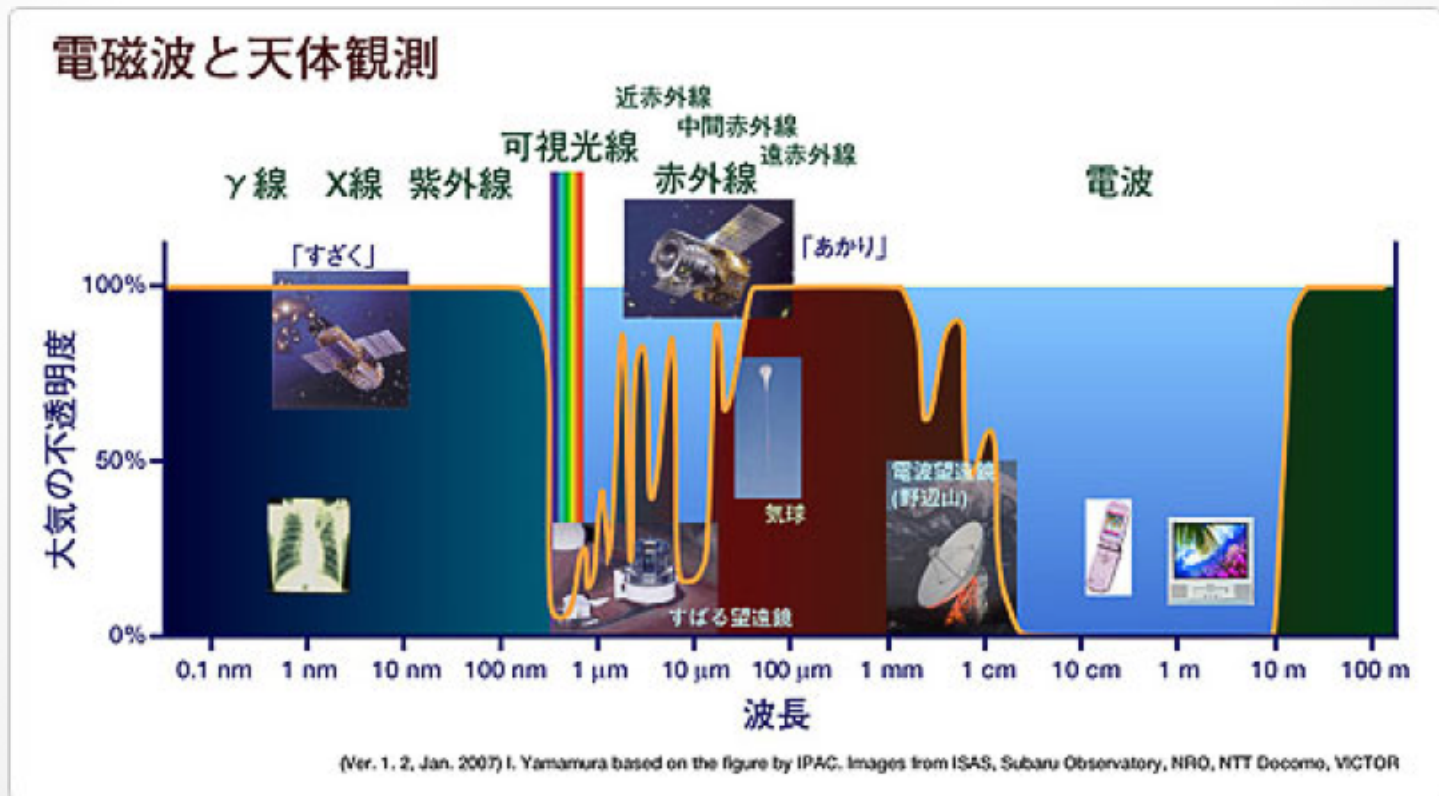 電磁波と天体観測
近赤外線
中間赤外線
遠赤外線
可視光線
赤外線
γ線 X線 紫外線
電波
「すざく」
「あかり」
100%
50%
0%
大気の不透明度
気球
電波望遠鏡
(野辺山)
すばる望遠鏡
0.1 nm 1 nm 10 nm 100 nm 1 μm 10 μm 100 μm 1 mm 1 cm 10 cm 1 m 10 m 100 m
波長
(Ver. 1. 2, Jan. 2007) I. Yamamura based on the figure by IPAC. Images from ISAS, Subaru Observatory, NRO, NTT Docomo, VICTOR